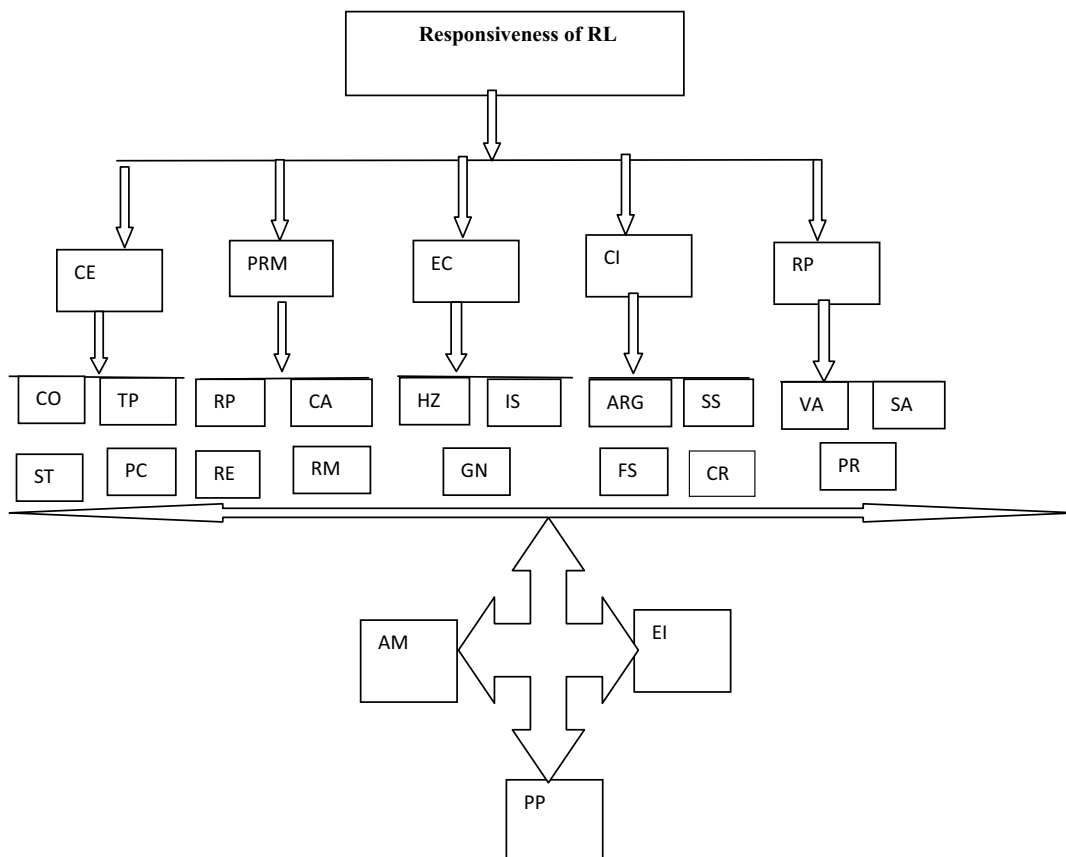 Responsiveness of RL
CE
PRM
EC
CI
RP
CO
TP
RP
CA
HZ
IS
ARG
SS
VA
SA
ST
PC
RE
RM
GN
FS
CR
PR
AM
EI
PP